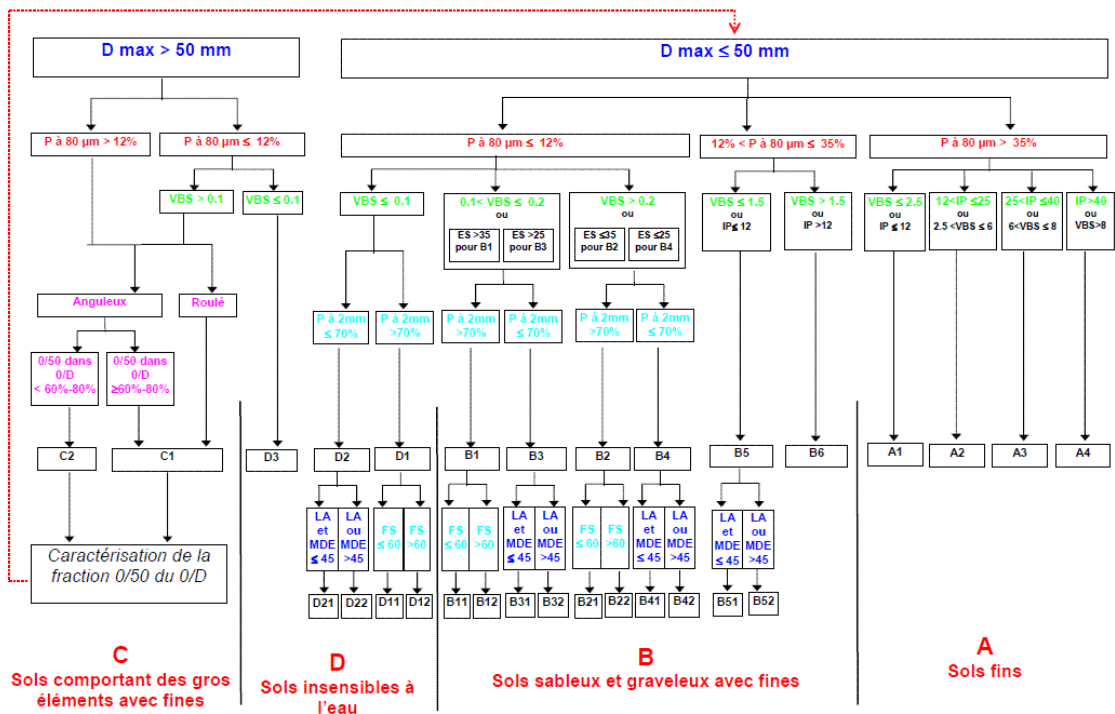 D max > 50 mm
D max ≤ 50 mm
P à 80 µm > 12%
P à 80 µm ≤ 12%
P à 80 µm ≤ 12%
12% < P à 80 µm ≤ 35%
P à 80 µm > 35%
VBS > 0.1
VBS ≤ 0.1
VBS ≤ 0.1
0.1< VBS ≤ 0.2
ou
ES >35
pour B1
ES >25
pour B3
VBS > 0.2
ou
ES ≤35
pour B2
ES ≤25
pour B4
VBS ≤ 1.5
ou
IP≤ 12
VBS > 1.5
ou
IP >12
VBS ≤ 2.5
ou
IP ≤ 12
12<IP ≤25
ou
2.5 <VBS ≤ 6
25<IP ≤40
ou
6<VBS ≤ 8
IP>40
ou
VBS>8
Anguleux
Roulé
P à 2mm
≤ 70%
P à 2mm
>70%
P à 2mm
>70%
P à 2mm
≤ 70%
P à 2mm
>70%
P à 2mm
≤ 70%
0/50 dans
0/D
< 60%-80%
0/50 dans
0/D
≥60%-80%
C2
C1
D3
D2
D1
B1
B3
B2
B4
B5
B6
A1
A2
A3
A4
LA
et
MDE
≤ 45
LA
ou
MDE
>45
FS
≤ 60
FS
>60
FS
≤ 60
FS
>60
LA
et
MDE
≤ 45
LA
ou
MDE
>45
FS
≤ 60
FS
>60
LA
et
MDE
≤ 45
LA
ou
MDE
>45
LA
et
MDE
≤ 45
LA
ou
MDE
>45
Caractérisation de la
fraction 0/50 du 0/D
D21
D22
D11
D12
B11
B12
B31
B32
B21
B22
B41
B42
B51
B52
C
Sols comportant des gros
éléments avec fines
D
Sols insensibles à
l'eau
B
Sols sableux et graveleux avec fines
A
Sols fins